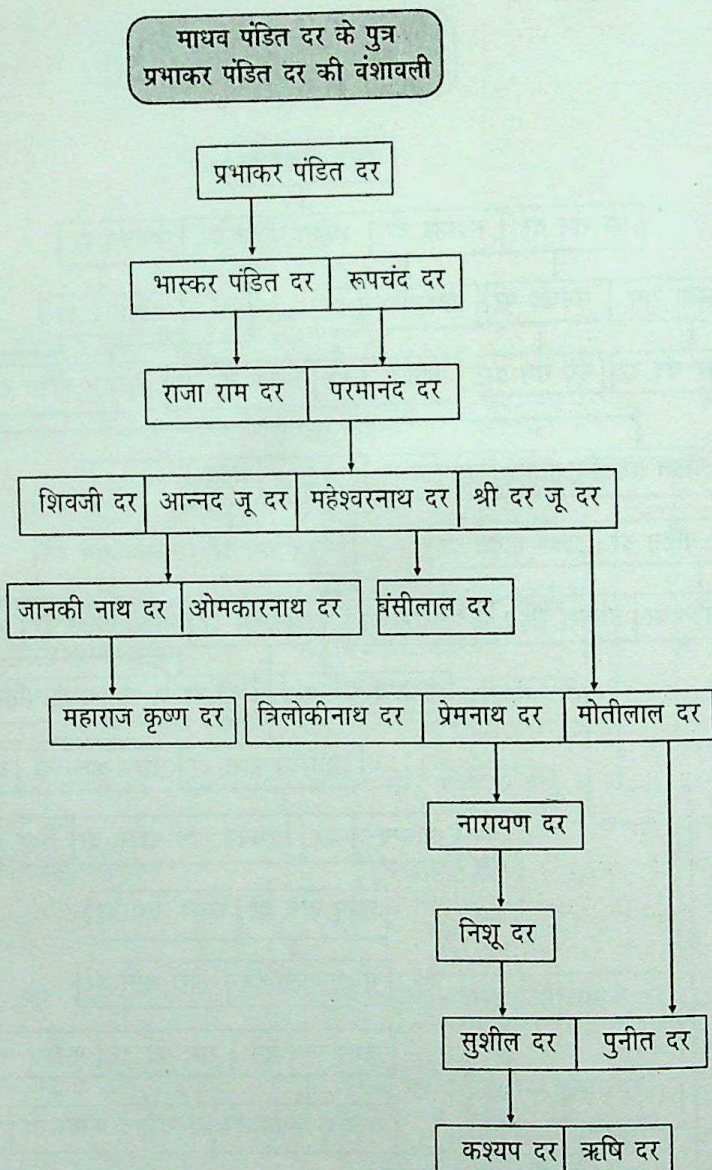 माधव पंडित दर के पुत्र
प्रभाकर पंडित दर की वंशावली
प्रभाकर पंडित दर
भास्कर पंडित दर रूपचंद दर
राजा राम दर परमानंद दर
शिवजी दर आन्नद जू दर महेश्वरनाथ दर श्री दर जू दर
जानकी नाथ दर ओमकारनाथ दर बंसीलाल दर
महाराज कृष्ण दर त्रिलोकीनाथ दर प्रेमनाथ दर मोतीलाल दर
नारायण दर
निशू दर
सुशील दर पुनीत दर
कश्यप दर ऋषि दर